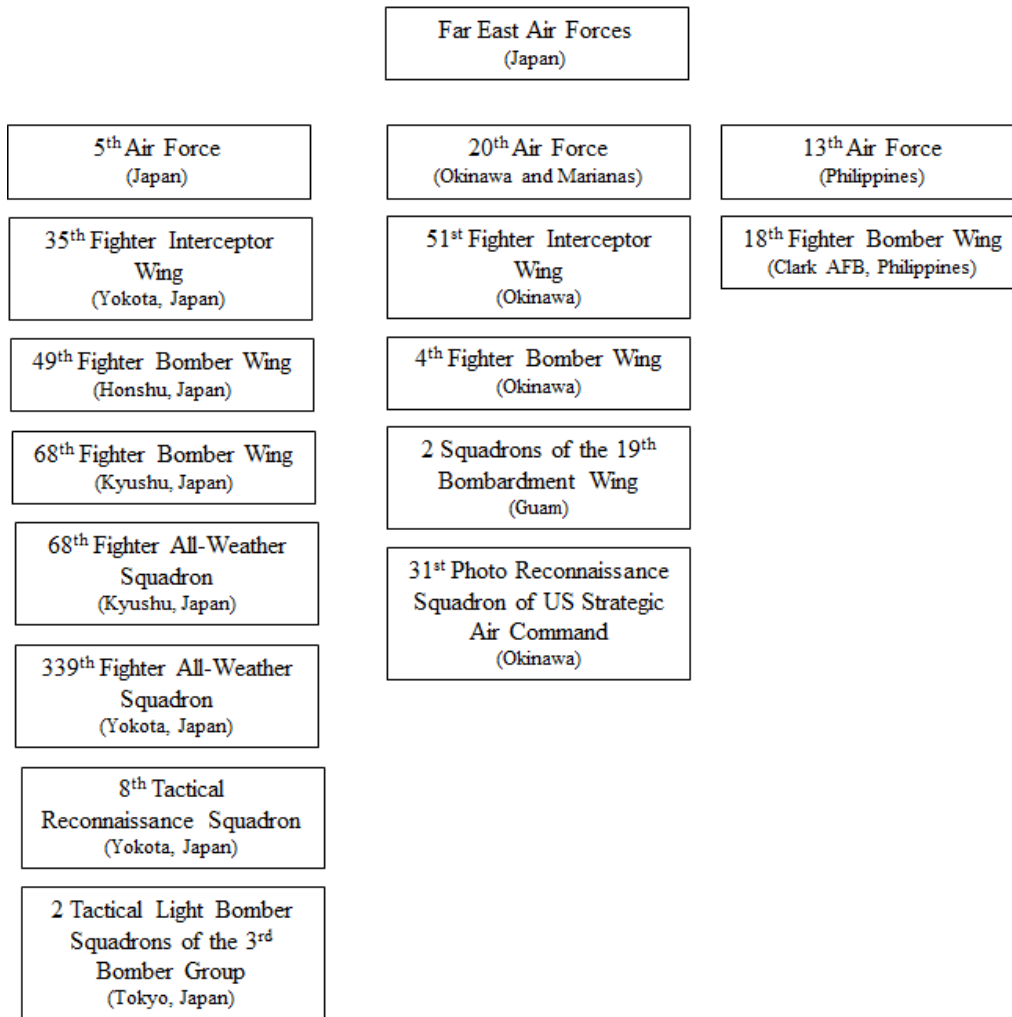 Far East Air Forces
(Japan)
5th Air Force
(Japan)
35th Fighter Interceptor
Wing
(Yokota, Japan)
49th Fighter Bomber Wing
(Honshu, Japan)
68th Fighter Bomber Wing
(Kyushu, Japan)
68th Fighter All-Weather
Squadron
(Kyushu, Japan)
339th Fighter All-Weather
Squadron
(Yokota, Japan)
8th Tactical
Reconnaissance Squadron
(Yokota, Japan)
2 Tactical Light Bomber
Squadrons of the 3rd
Bomber Group
(Tokyo, Japan)
20th Air Force
(Okinawa and Marianas)
51st Fighter Interceptor
Wing
(Okinawa)
4th Fighter Bomber Wing
(Okinawa)
2 Squadrons of the 19th
Bombardment Wing
(Guam)
31st Photo Reconnaissance
Squadron of US Strategic
Air Command
(Okinawa)
13th Air Force
(Philippines)
18th Fighter Bomber Wing
(Clark AFB, Philippines)